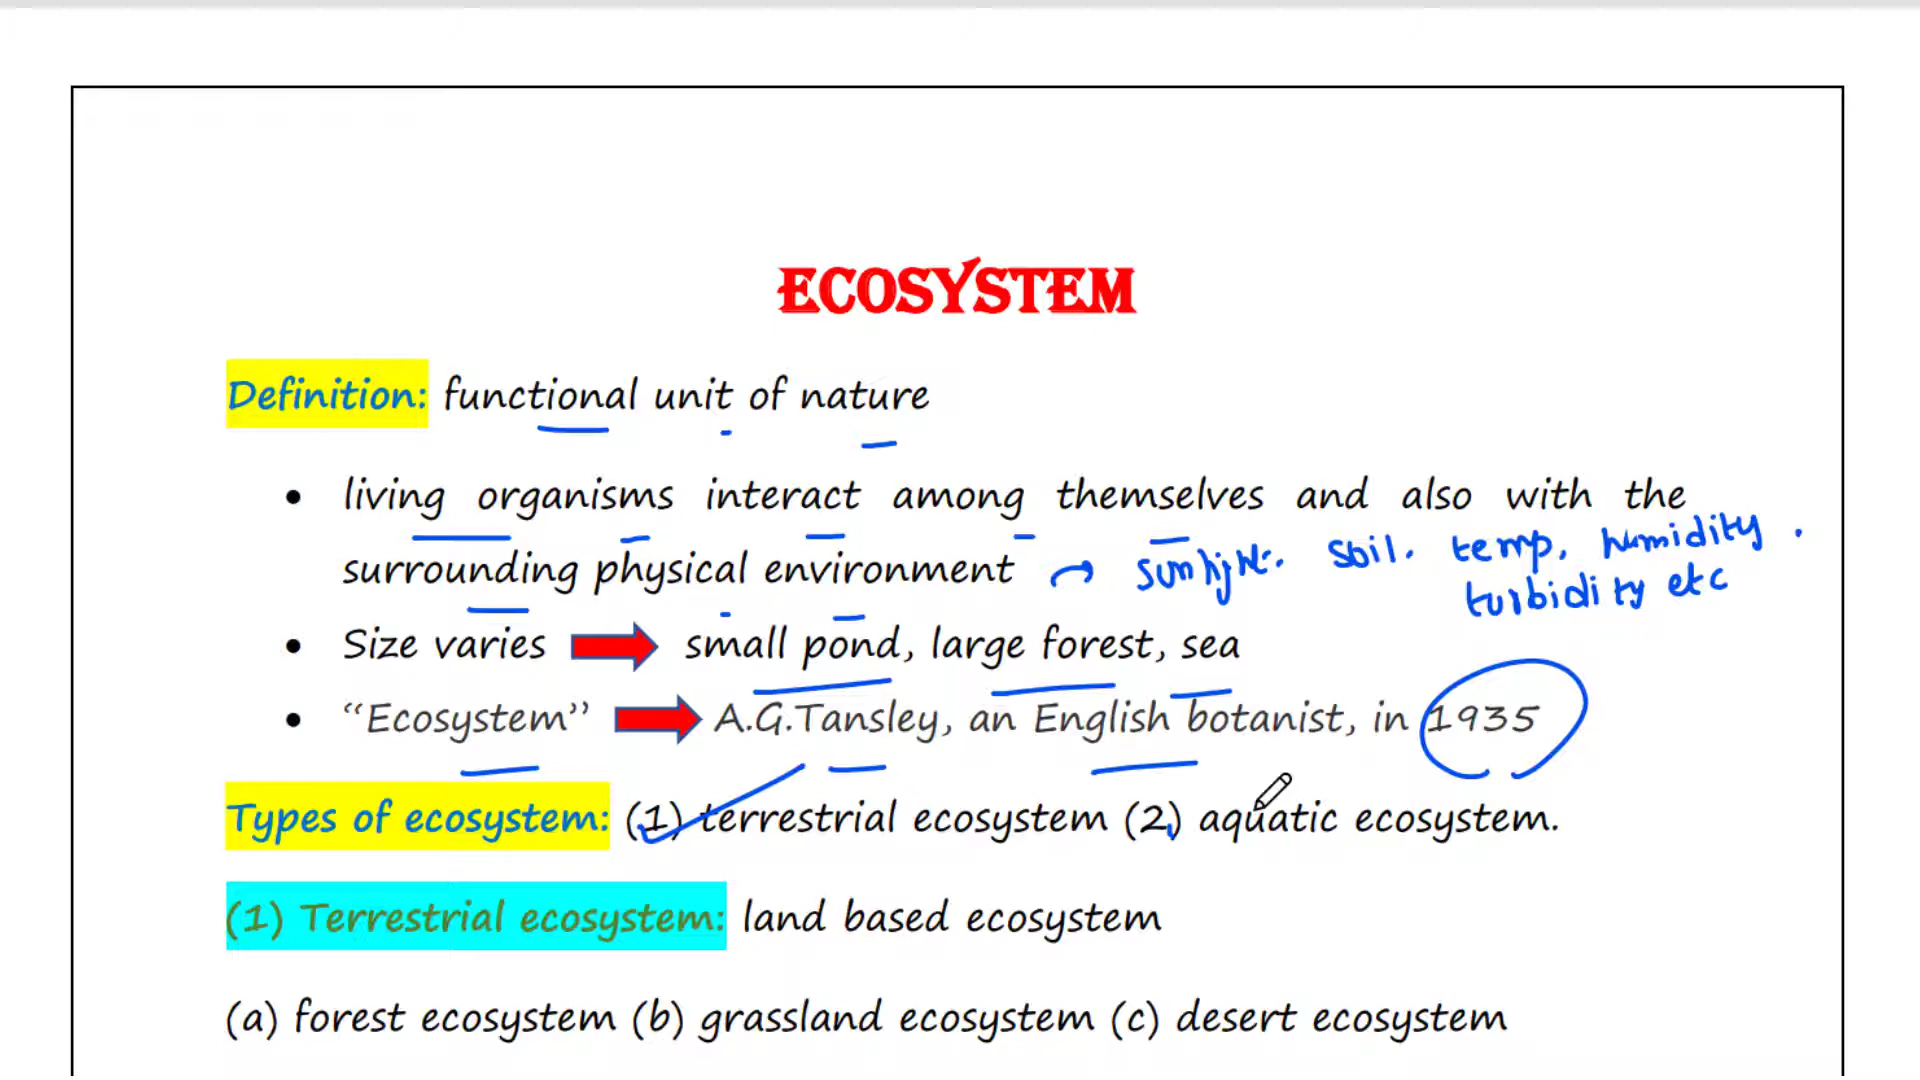 ECOSYSTEM
Definition: functional unit of nature
• living organisms interact among themselves and also with the
surrounding physical environment → sunlight. soil. temp, humidity.
turbidity etc
• Size varies → small pond, large forest, sea
• “Ecosystem” → A.G.Tansley, an English botanist, in 1935
Types of ecosystem: (1) terrestrial ecosystem (2) aquatic ecosystem.
(1) Terrestrial ecosystem: land based ecosystem
(a) forest ecosystem (b) grassland ecosystem (c) desert ecosystem